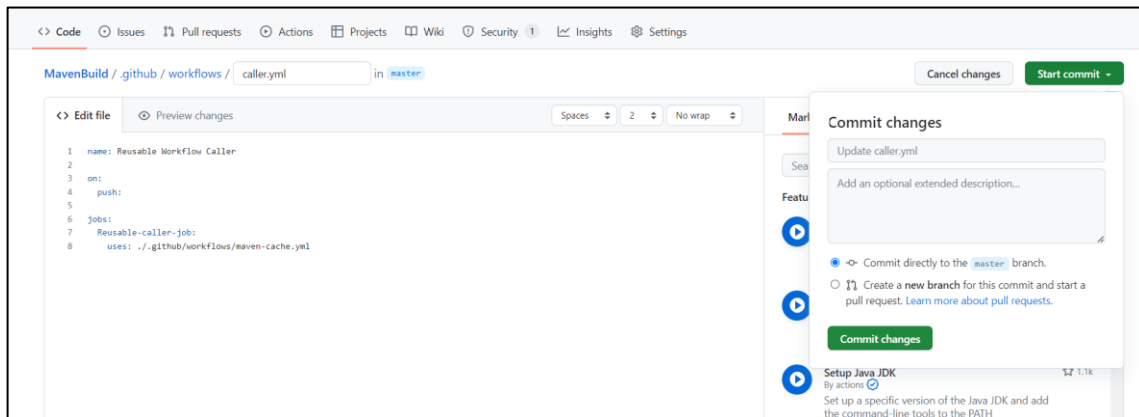 Code Issues Pull requests Actions Projects Wiki Security 1 Insights Settings
MavenBuild / .github / workflows / caller.yml in master
Cancel changes Start commit
Edit file Preview changes
Spaces 2 No wrap
1 name: Reusable Workflow Caller
2
3 on:
4   push:
5
6 jobs:
7   Reusable-caller-job:
8     uses: ./.github/workflows/maven-cache.yml
Commit changes
Update caller.yml
Add an optional extended description...
Commit directly to the master branch.
Create a new branch for this commit and start a
pull request. Learn more about pull requests.
Commit changes
Mar
Sea
Featu
Setup Java JDK 1.1k
By actions
Set up a specific version of the Java JDK and add
the command-line tools to the PATH